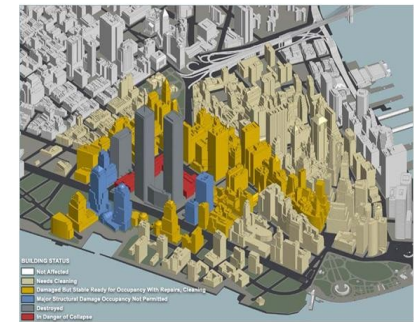 BUILDING STATUS
Not Affected
Needs Cleaning
Damaged But Stable Ready for Occupancy With Repairs, Cleaning
Major Structural Damage Occupancy Not Permitted
Destroyed
In Danger of Collapse